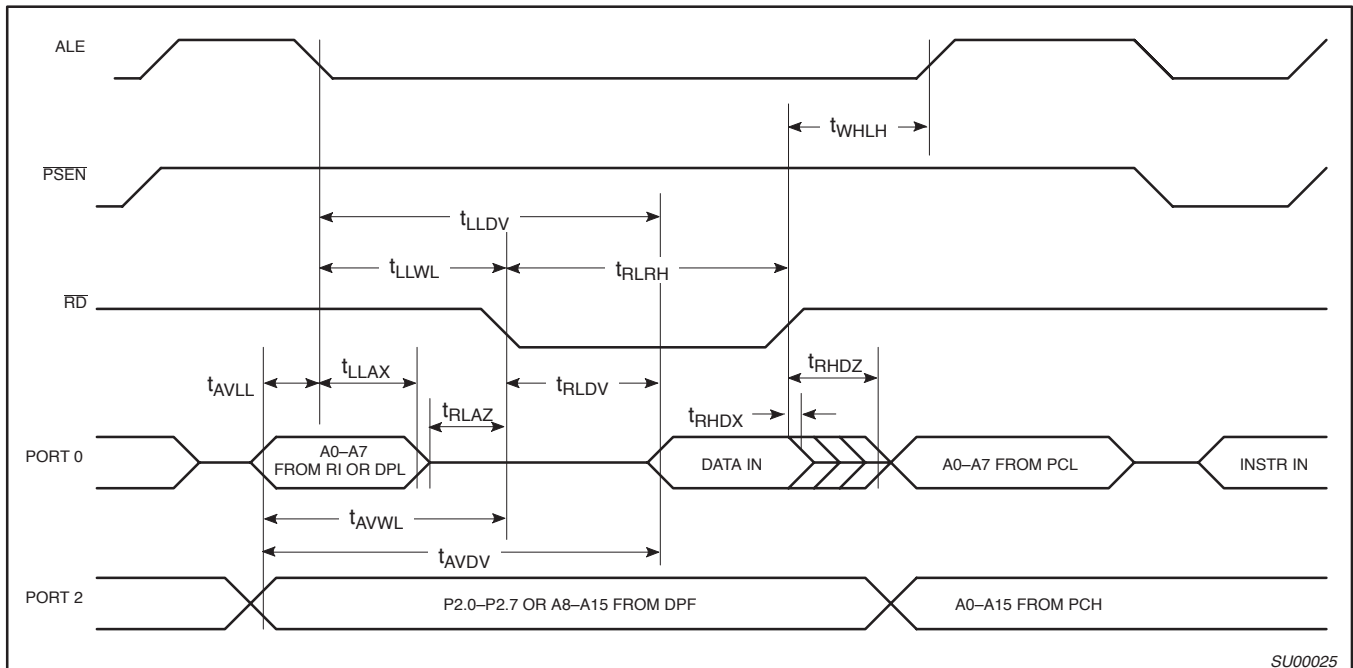 ALE
tWHLH
PSEN
tLLDV
tLLWL
tRLRH
RD
tAVLL
tLLAX
tRLAZ
tRLDV
tRHDZ
tRHDX
PORT 0
A0–A7
FROM RI OR DPL
DATA IN
A0–A7 FROM PCL
INSTR IN
tAVWL
tAVDV
PORT 2
P2.0–P2.7 OR A8–A15 FROM DPF
A0–A15 FROM PCH
SU00025